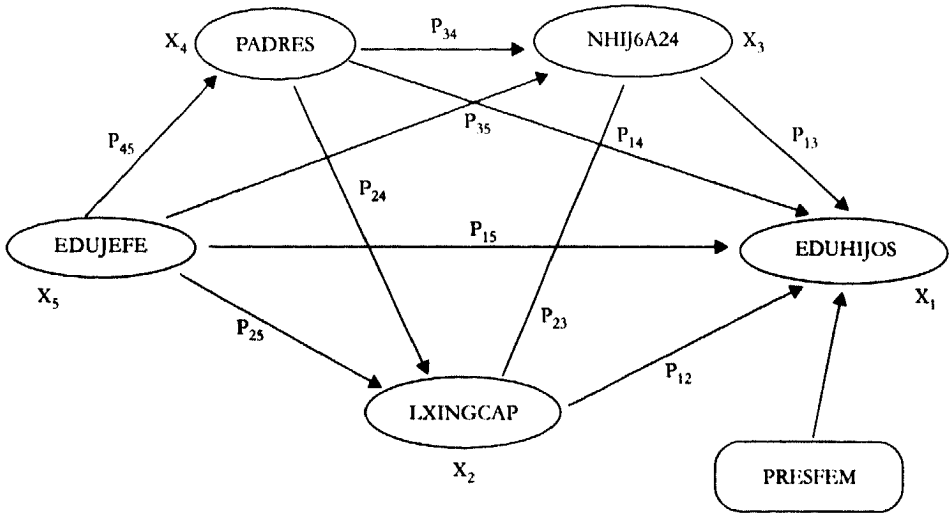 X₄ PADRES P₃₄ NHIJ6A24 X₃
P₄₅ P₃₅ P₁₄ P₁₃
P₂₄
EDUJEFE P₁₅ EDUHIJOS
X₅ X₁
P₂₅ P₂₃
P₁₂
LXINGCAP
X₂
PRESFEM